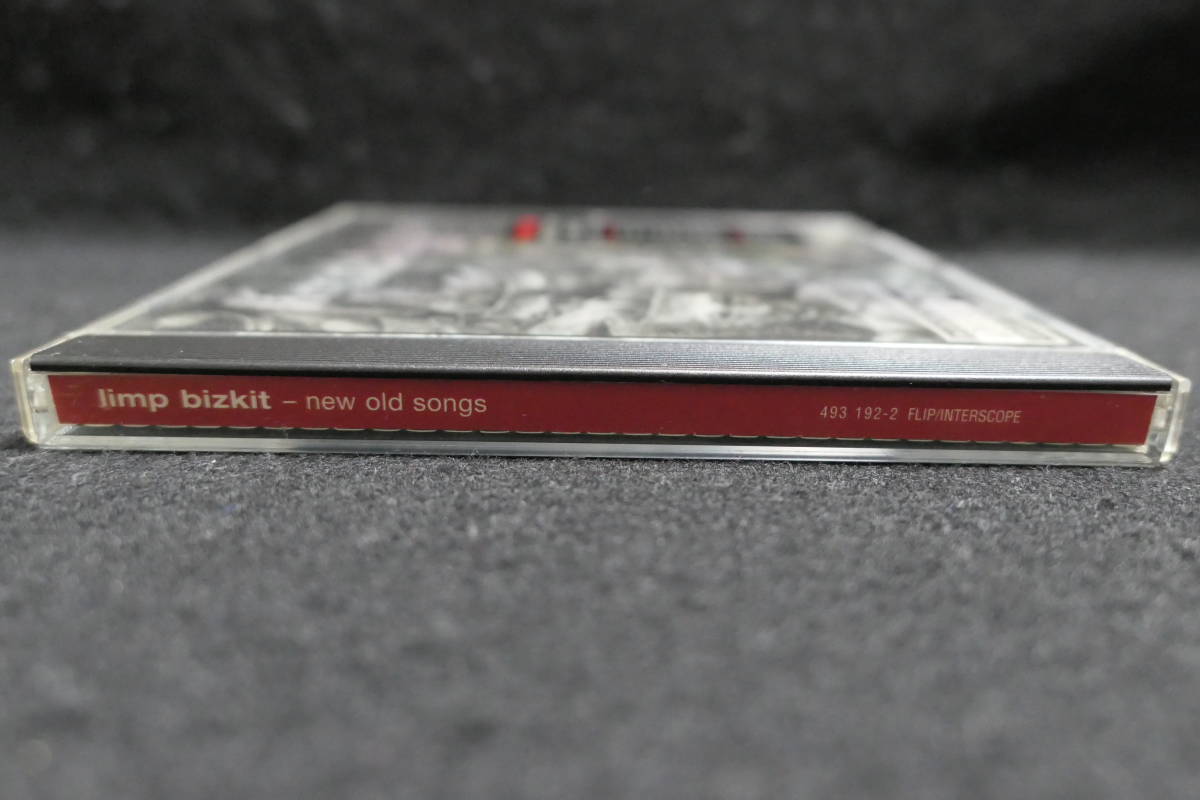 limp bizkit – new old songs 493 192-2 FLIP/INTERSCOPE